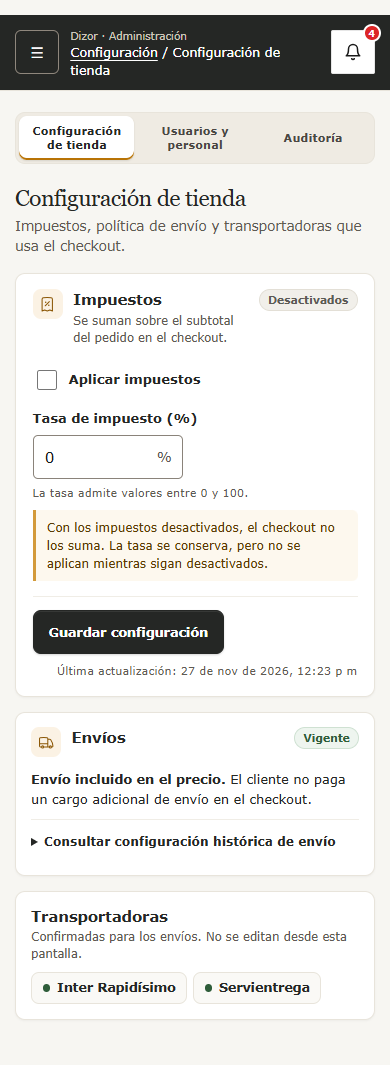 ☰
Dizor · Administración
Configuración / Configuración de
tienda
4
Configuración
de tienda
Usuarios y
personal
Auditoría
Configuración de tienda
Impuestos, política de envío y transportadoras que
usa el checkout.
Impuestos
Desactivados
Se suman sobre el subtotal
del pedido en el checkout.
Aplicar impuestos
Tasa de impuesto (%)
0 %
La tasa admite valores entre 0 y 100.
Con los impuestos desactivados, el checkout no
los suma. La tasa se conserva, pero no se
aplican mientras sigan desactivados.
Guardar configuración
Última actualización: 27 de nov de 2026, 12:23 p m
Envíos
Vigente
Envío incluido en el precio. El cliente no paga
un cargo adicional de envío en el checkout.
▶ Consultar configuración histórica de envío
Transportadoras
Confirmadas para los envíos. No se editan desde esta
pantalla.
Inter Rapidísimo
Servientrega